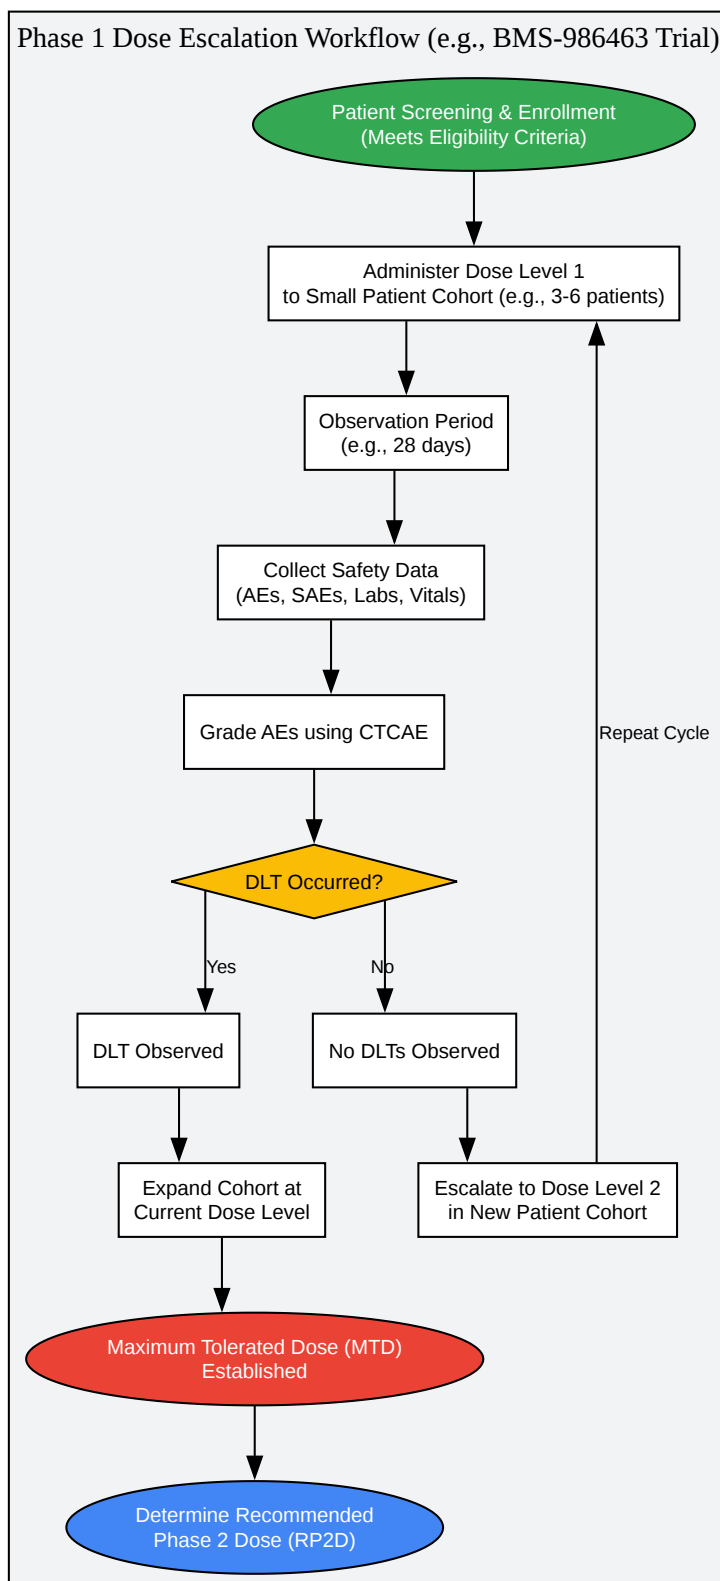 Phase 1 Dose Escalation Workflow (e.g., BMS-986463 Trial)
Patient Screening & Enrollment
(Meets Eligibility Criteria)
Administer Dose Level 1
to Small Patient Cohort (e.g., 3-6 patients)
Observation Period
(e.g., 28 days)
Collect Safety Data
(AEs, SAEs, Labs, Vitals)
Grade AEs using CTCAE
Repeat Cycle
DLT Occurred?
Yes
No
DLT Observed
No DLTs Observed
Expand Cohort at
Current Dose Level
Escalate to Dose Level 2
in New Patient Cohort
Maximum Tolerated Dose (MTD)
Established
Determine Recommended
Phase 2 Dose (RP2D)